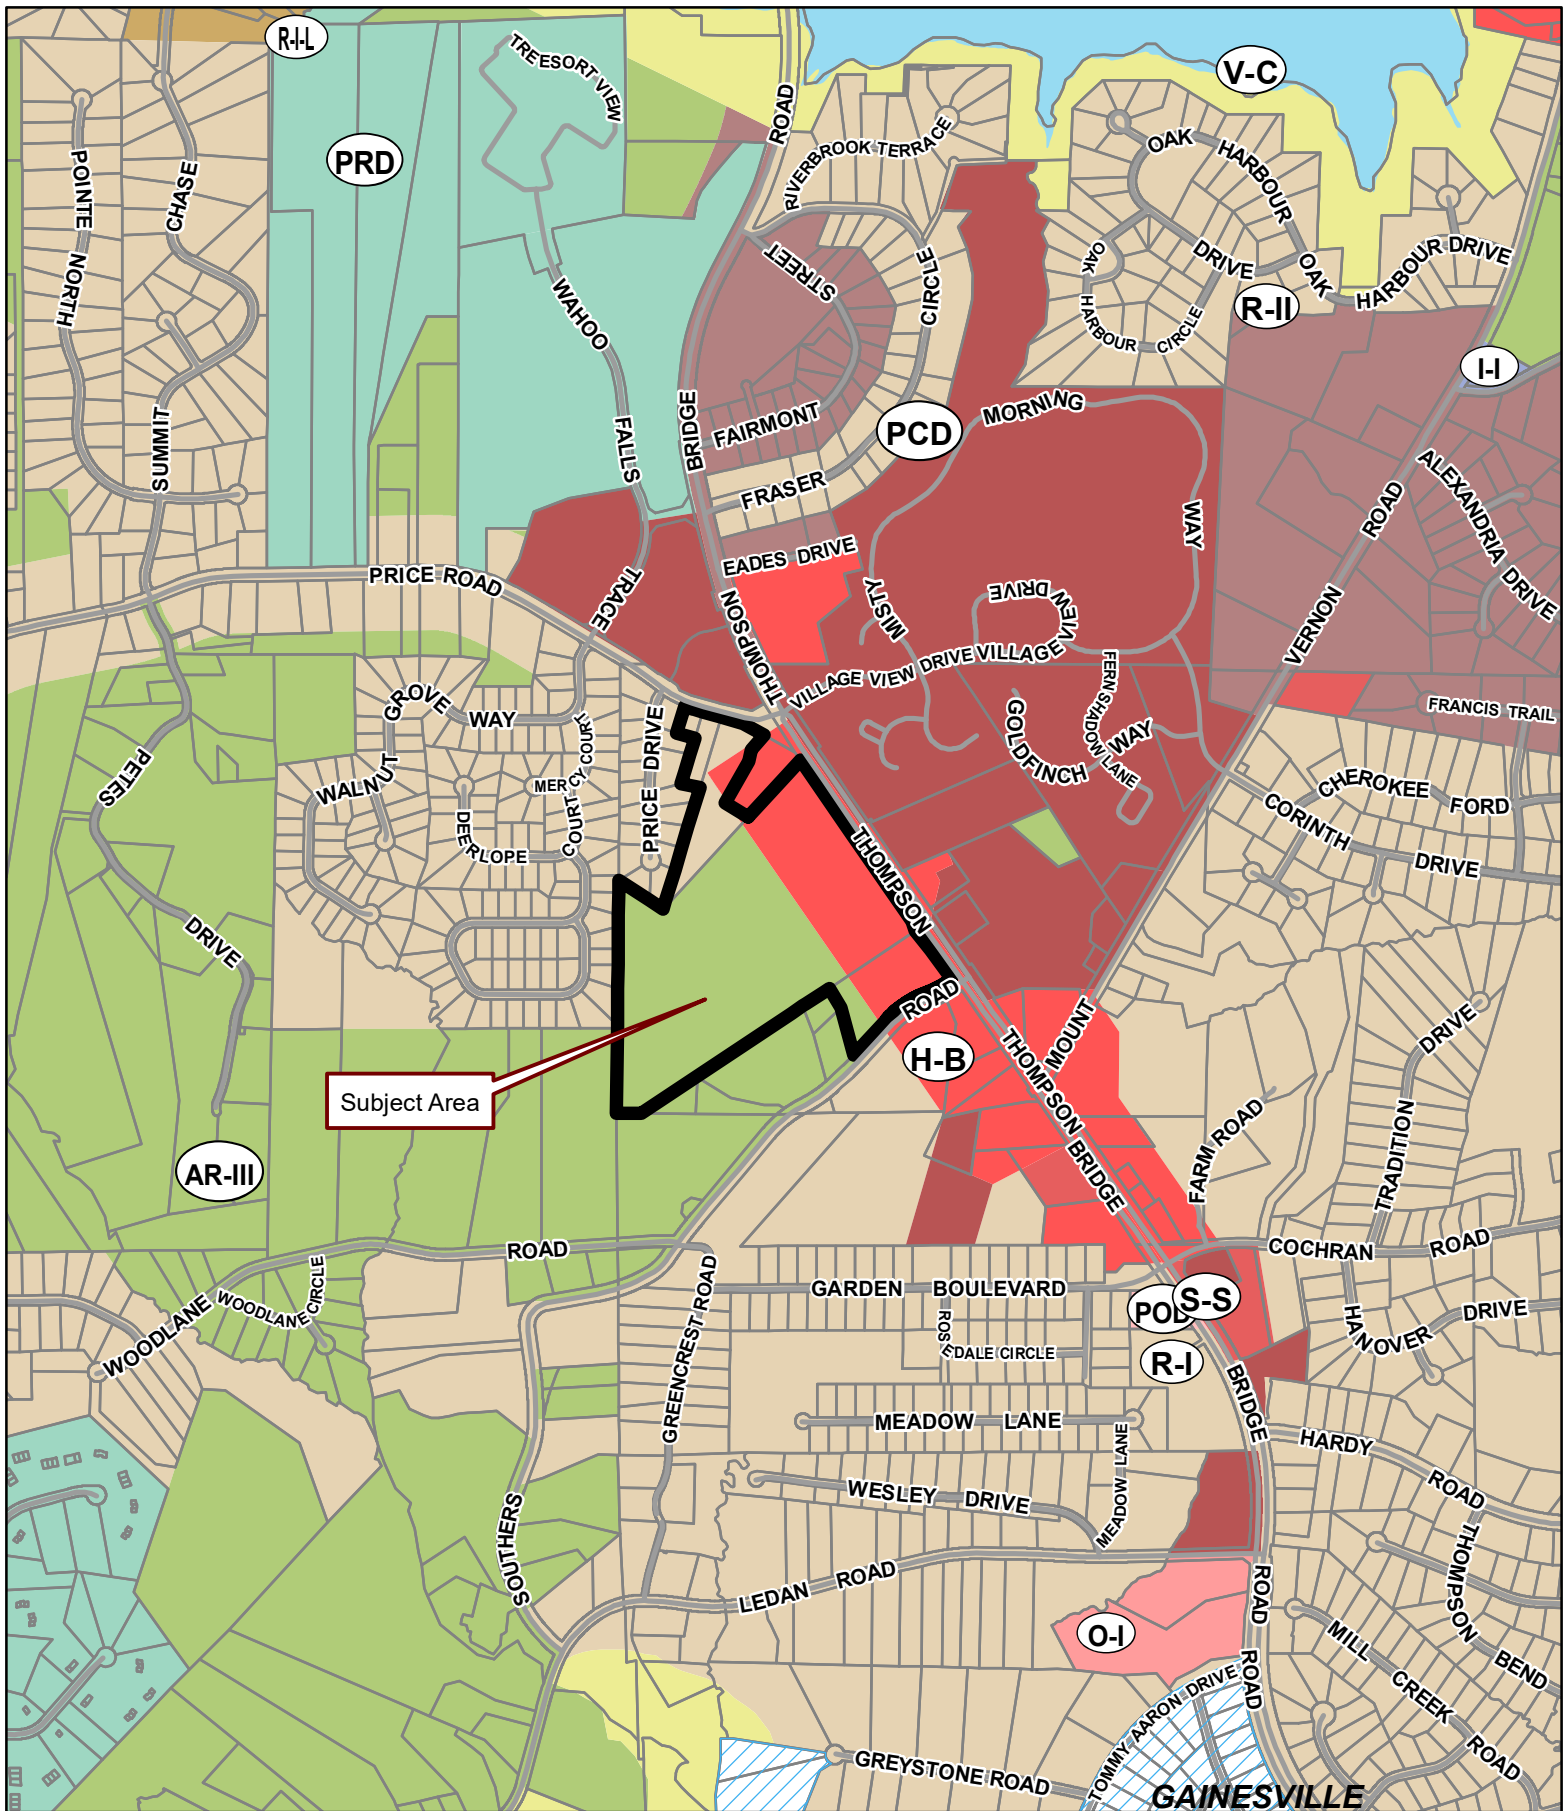 R-I-L
TREESORT VIEW
V-C
PRD
ROAD
RIVERBROOK TERRACE
OAK HARBOUR
DRIVE
OAK
HARBOUR DRIVE
POINTE NORTH
CHASE
SUMMIT
STREET
CIRCLE
OAK
HARBOUR CIRCLE
R-II
WAHOO
FALLS
TRACE
BRIDGE
FAIRMONT
PCD
MORNING
WAY
I-I
ALEXANDRIA DRIVE
FRASER
ROAD
VERNON
EADES DRIVE
PRICE ROAD
THOMPSON
THOMPSON
MISTY
VIEW DRIVE
VILLAGE VIEW DRIVE VILLAGE
FERNSHADOW LANE
FRANCIS TRAIL
GOLDFINCH WAY
GROVE
WAY
WALNUT
MERCY COURT
COURT
DEER LOPE
PRICE DRIVE
PETES
DRIVE
CHEROKEE FORD
CORINTH
DRIVE
THOMPSON
ROAD
H-B
MOUNT
THOMPSON
BRIDGE
DRIVE
TRADITION
Subject Area
AR-III
FARM ROAD
ROAD
WOODLANE
WOODLANE CIRCLE
COCHRAN
ROAD
GARDEN BOULEVARD
GREENCREST ROAD
ROSEDALE CIRCLE
POD
S-S
R-I
HANOVER
DRIVE
BRIDGE
MEADOW LANE
MEADOW LANE
HARDY
ROAD
WESLEY DRIVE
SOUTHERS
LEDAN ROAD
THOMPSON
BEND
ROAD
O-I
MILL
CREEK
ROAD
ROAD
TOMMY AARON DRIVE
GREYSTONE ROAD
GAINESVILLE